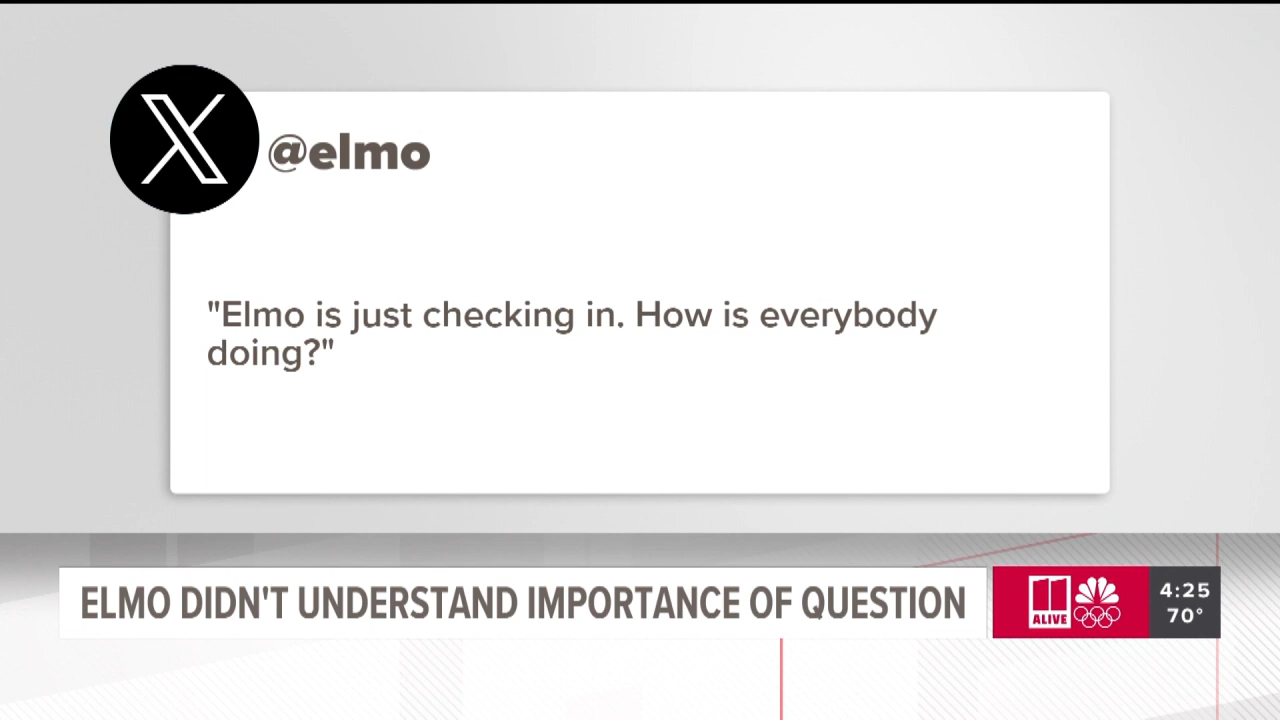 @elmo
"Elmo is just checking in. How is everybody
doing?"
ELMO DIDN'T UNDERSTAND IMPORTANCE OF QUESTION
11
ALIVE
4:25
70°